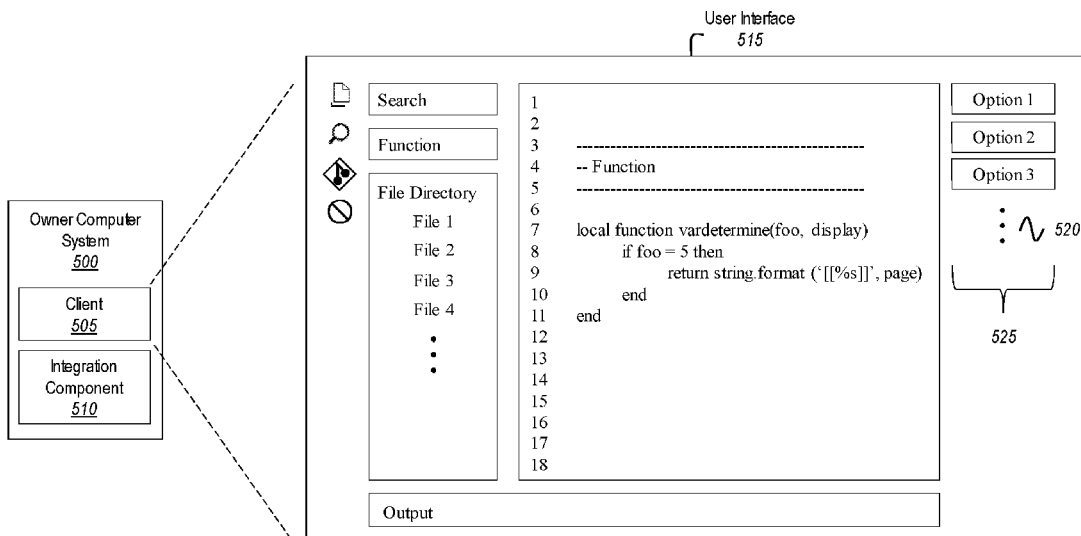 User Interface
515
Owner Computer
System
500
Client
505
Integration
Component
510
Search
Function
File Directory
File 1
File 2
File 3
File 4
1
2
3 ------------------------------------------------
4 -- Function
5 ------------------------------------------------
6
7 local function vardetermine(foo, display)
8 if foo = 5 then
9 return string.format (‘[[%s]]’, page)
10 end
11 end
12
13
14
15
16
17
18
Output
Option 1
Option 2
Option 3
520
525